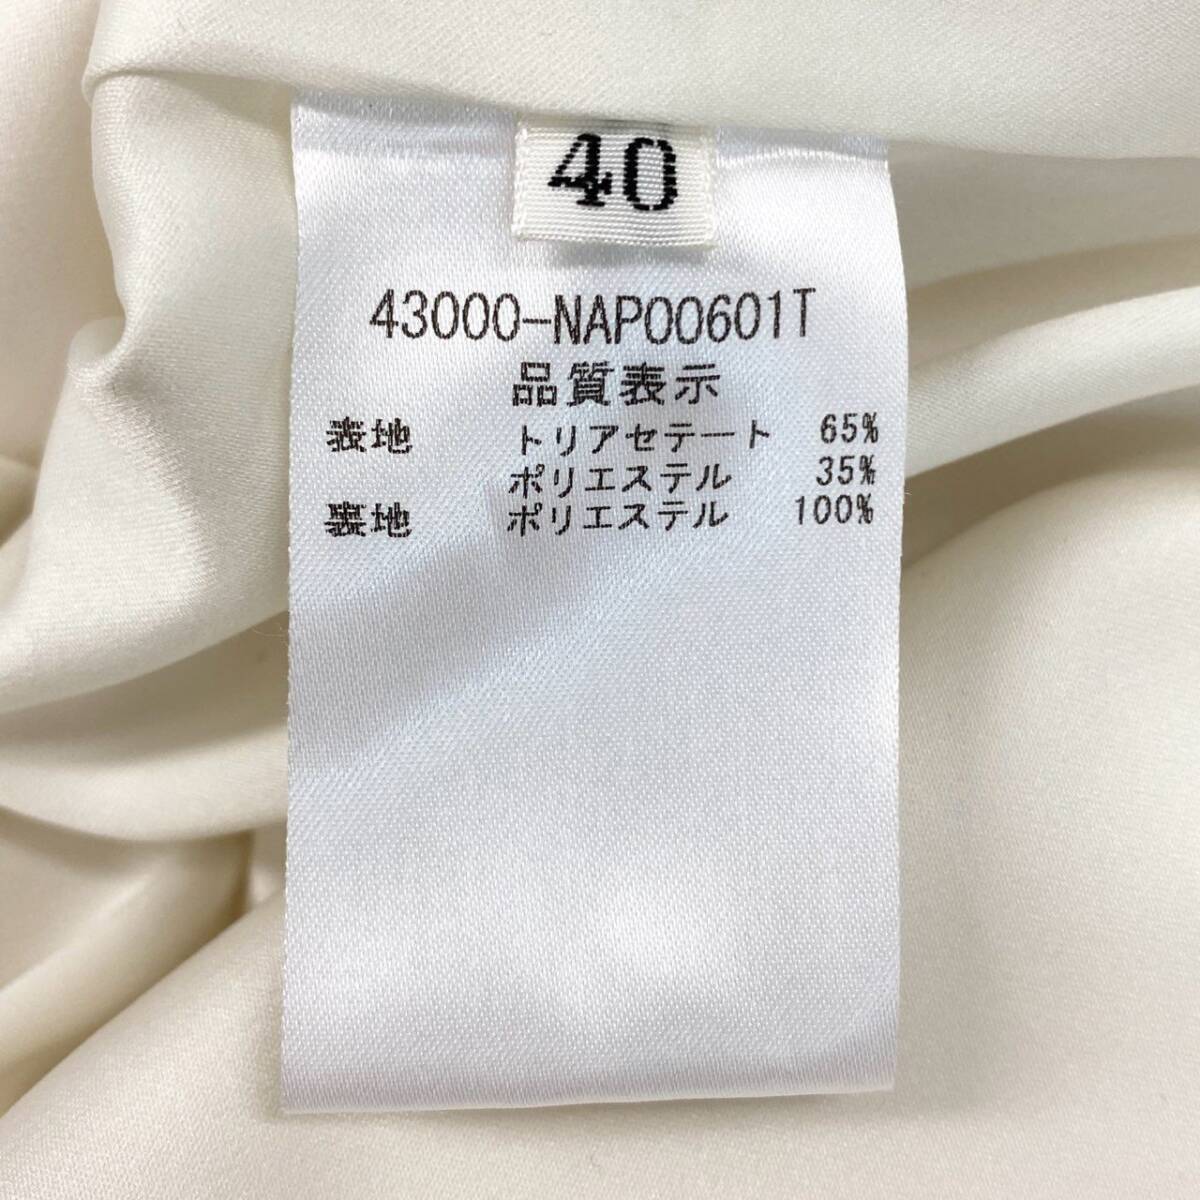 40
43000-NAP00601T
品質表示
表地 トリアセテート 65%
ポリエステル 35%
裏地 ポリエステル 100%